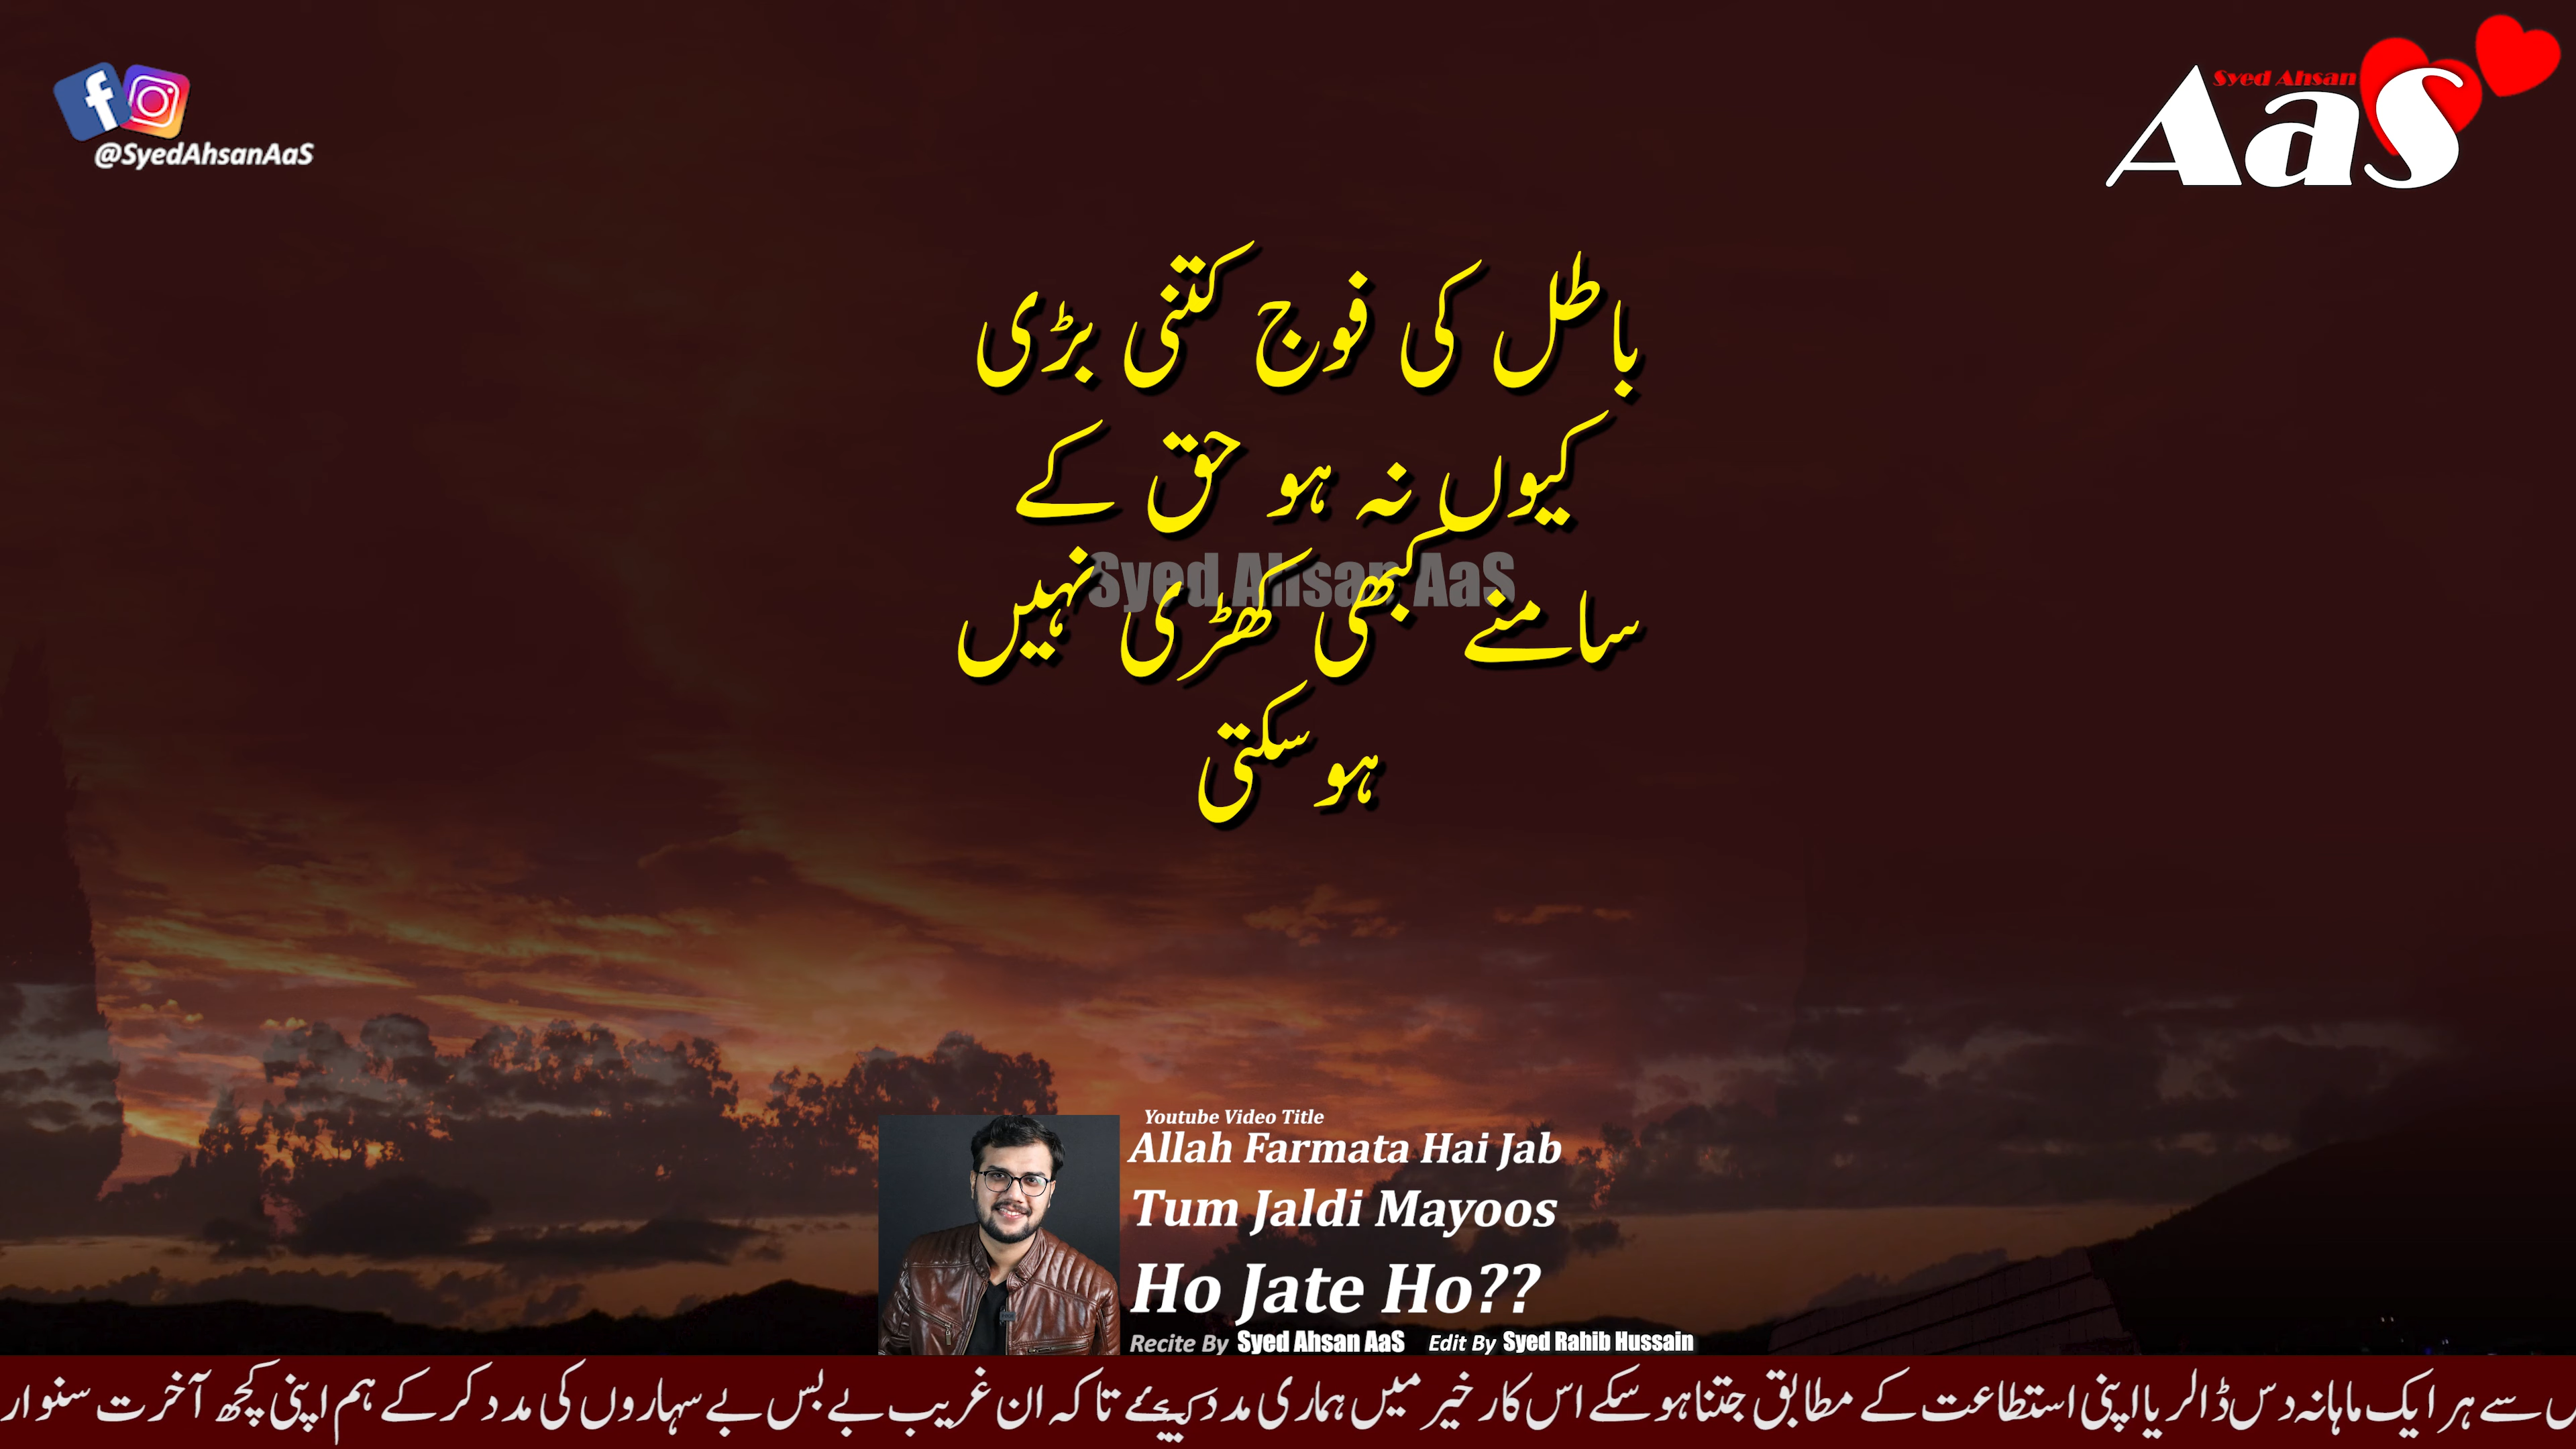 @SyedAhsanAaS
Syed Ahsan
AaS
باطل کی فوج کتنی بڑی
کیوں نہ ہو حق کے
سامنے کبھی کھڑی نہیں
ہو سکتی
Syed Ahsan AaS
Youtube Video Title
Allah Farmata Hai Jab
Tum Jaldi Mayoos
Ho Jate Ho??
Recite By Syed Ahsan AaS Edit By Syed Rahib Hussain
سے ہر ایک ماہانہ دس ڈالر یا اپنی استطاعت کے مطابق جتنا ہو سکے اس کار خیر میں ہماری مدد کیجئے تاکہ ان غریب بے بس بے سہاروں کی مدد کر کے ہم اپنی کچھ آخرت سنوار